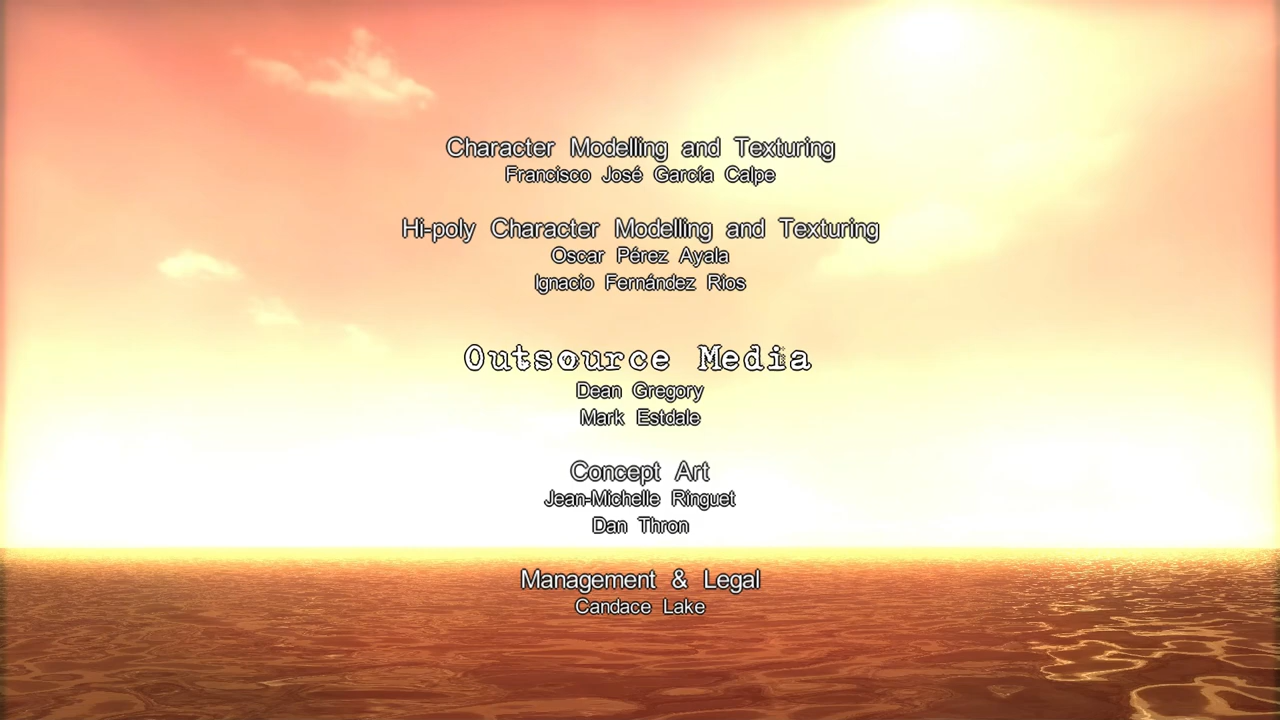 Character Modelling and Texturing
Francisco José García Calpe
Hi-poly Character Modelling and Texturing
Oscar Pérez Ayala
Ignacio Fernández Rios
Outsource Media
Dean Gregory
Mark Estdale
Concept Art
Jean-Michelle Ringuet
Dan Thron
Management & Legal
Candace Lake